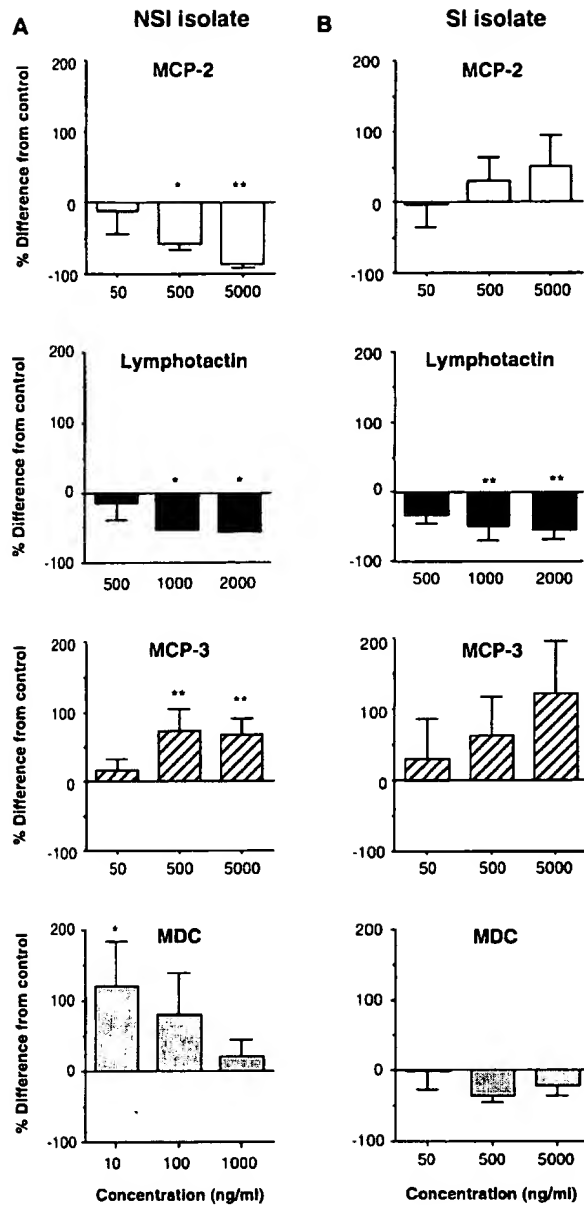 A NSI isolate B SI isolate
MCP-2 MCP-2
% Difference from control
200 200
100 100
* **
0 0
-100 -100
50 500 5000 50 500 5000
Lymphotactin Lymphotactin
% Difference from control
200 200
100 100
* * ** **
0 0
-100 -100
500 1000 2000 500 1000 2000
MCP-3 MCP-3
% Difference from control
200 200
100 100
** **
0 0
-100 -100
50 500 5000 50 500 5000
MDC MDC
% Difference from control
200 200
*
100 100
0 0
-100 -100
10 100 1000 50 500 5000
Concentration (ng/ml) Concentration (ng/ml)